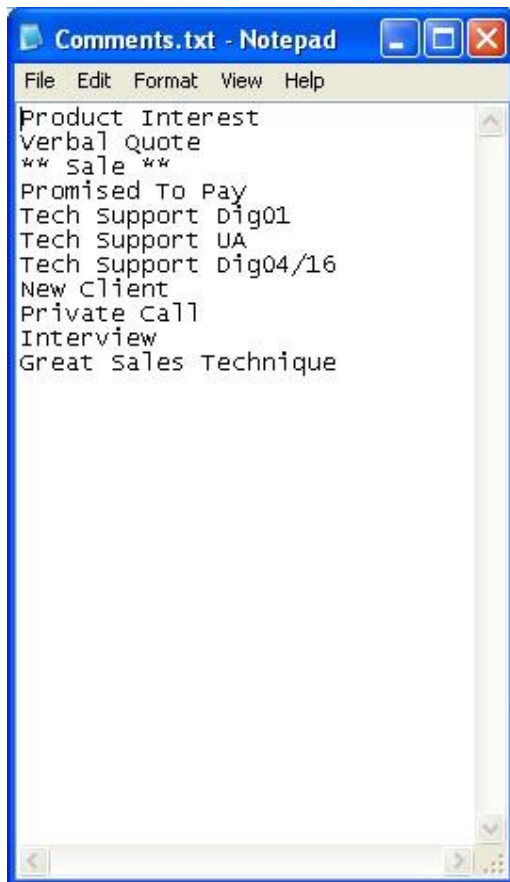 Comments.txt - Notepad
File Edit Format View Help
Product Interest
Verbal Quote
** Sale **
Promised To Pay
Tech Support Dig01
Tech Support UA
Tech Support Dig04/16
New Client
Private Call
Interview
Great Sales Technique